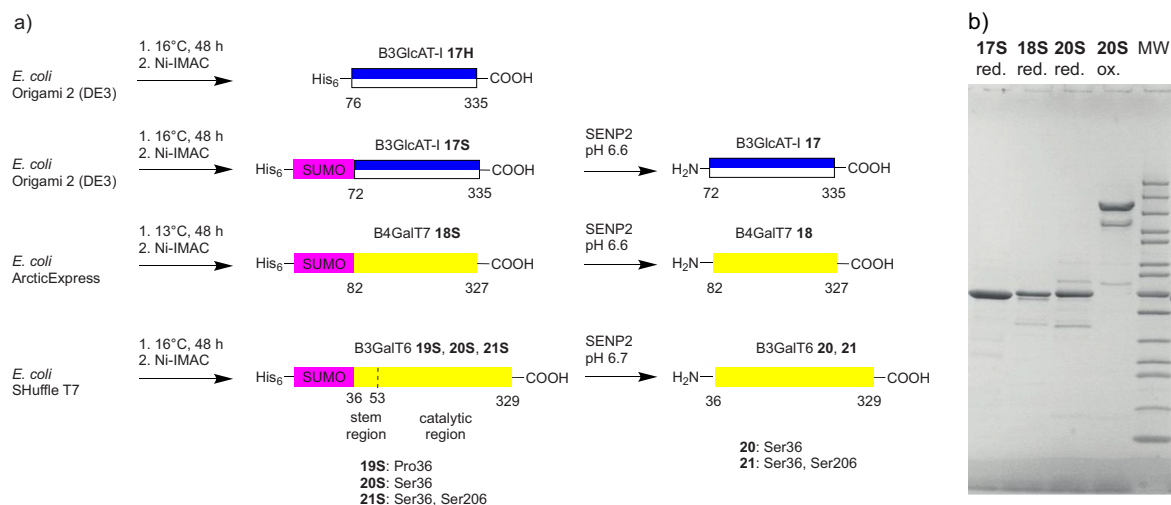 a)
E. coli
Origami 2 (DE3)
1. 16°C, 48 h
2. Ni-IMAC
B3GlcAT-I 17H
His6
COOH
76
335
E. coli
Origami 2 (DE3)
1. 16°C, 48 h
2. Ni-IMAC
B3GlcAT-I 17S
His6
SUMO
COOH
72
335
SENP2
pH 6.6
B3GlcAT-I 17
H2N
COOH
72
335
E. coli
ArcticExpress
1. 13°C, 48 h
2. Ni-IMAC
B4GalT7 18S
His6
SUMO
COOH
82
327
SENP2
pH 6.6
B4GalT7 18
H2N
COOH
82
327
E. coli
SHuffle T7
1. 16°C, 48 h
2. Ni-IMAC
B3GalT6 19S, 20S, 21S
His6
SUMO
COOH
36
53
329
stem
region
catalytic
region
19S: Pro36
20S: Ser36
21S: Ser36, Ser206
SENP2
pH 6.7
B3GalT6 20, 21
H2N
COOH
36
329
20: Ser36
21: Ser36, Ser206
b)
17S 18S 20S 20S MW
red. red. red. ox.